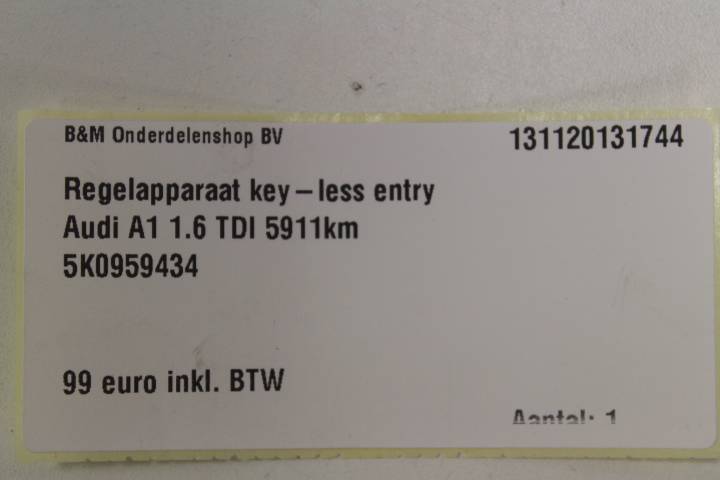 B&M Onderdelenshop BV 131120131744
Regelapparaat key-less entry
Audi A1 1.6 TDI 5911km
5K0959434
99 euro inkl. BTW
Aantal: 1